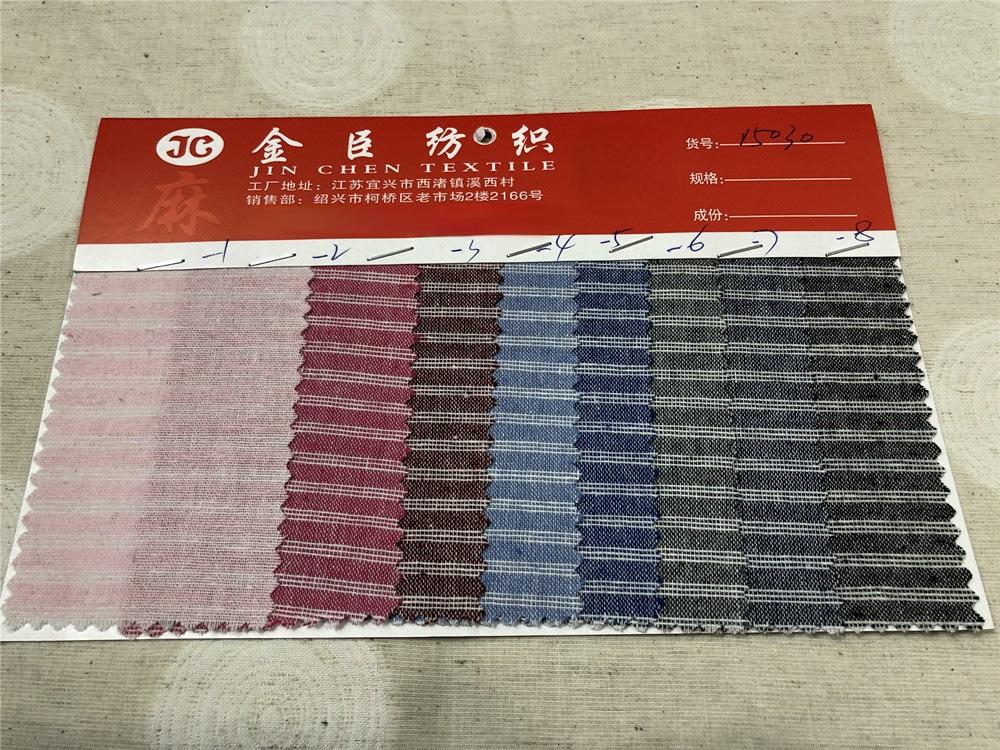 JC 金臣纺织
JIN CHEN TEXTILE
麻
工厂地址：江苏宜兴市西渚镇溪西村
销售部：绍兴市柯桥区老市场2楼2166号
货号: 15030
规格:
成份:
-1 -2 -3 -4 -5 -6 -7 -8